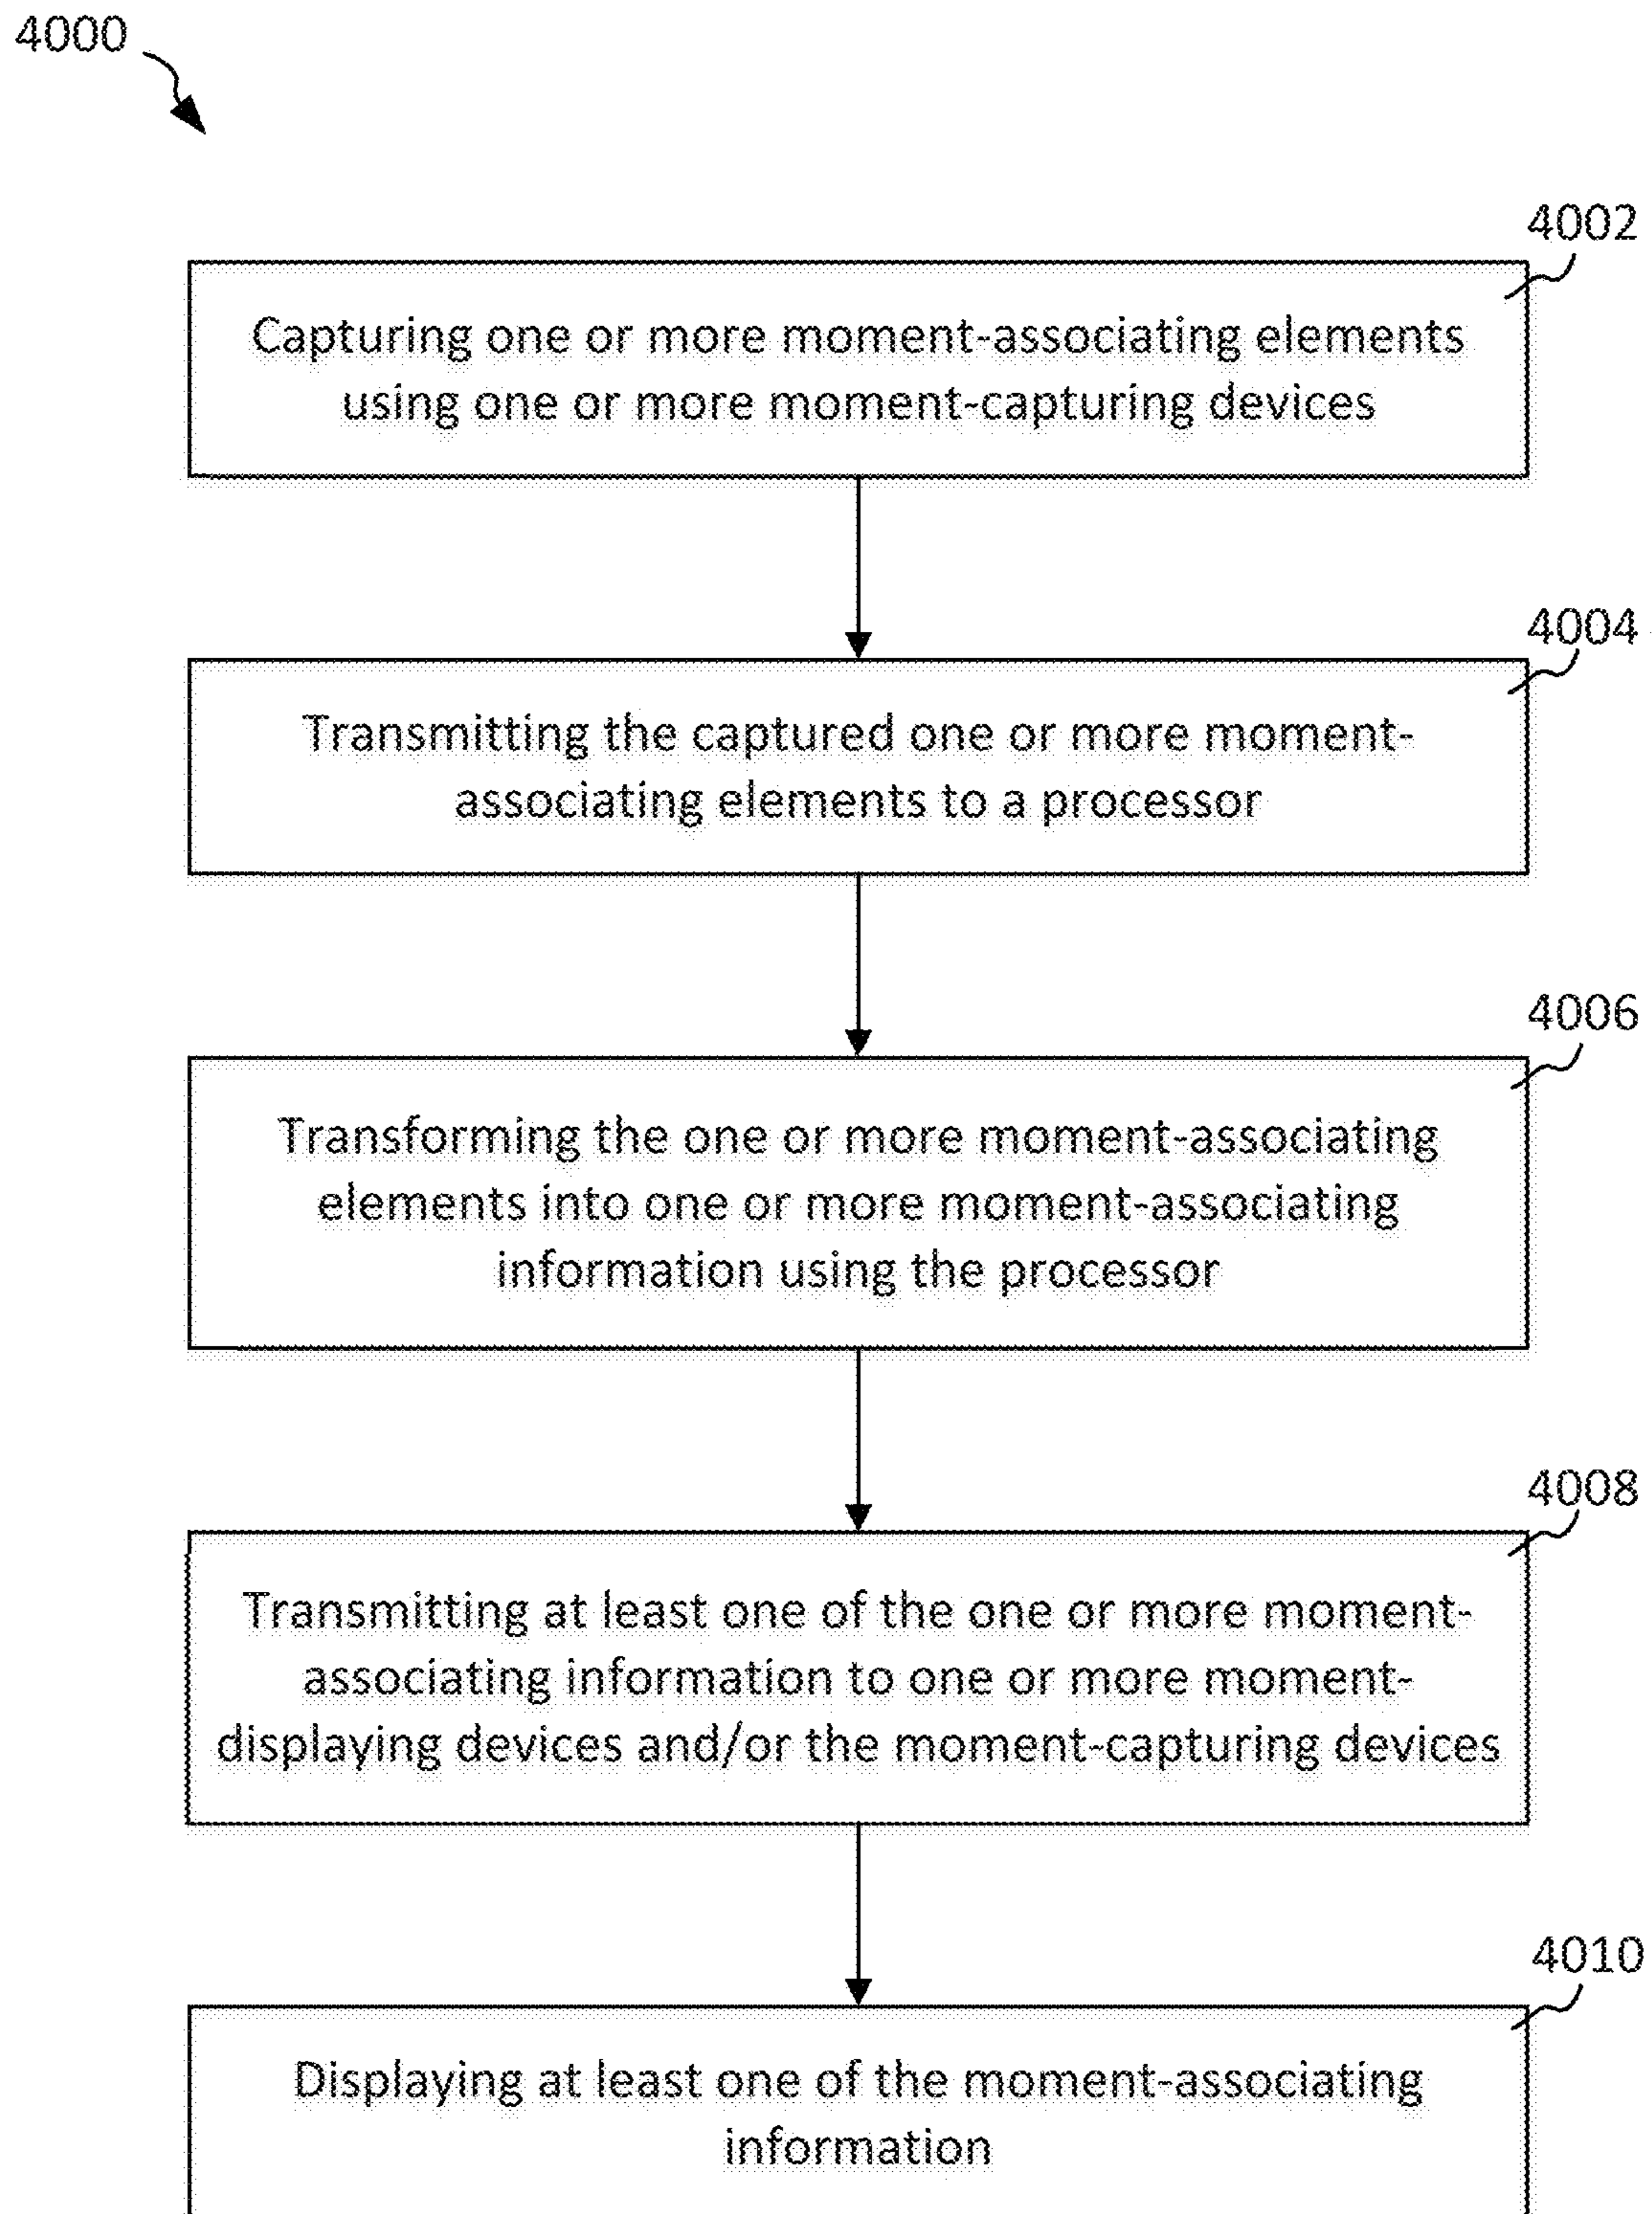 4000
4002
Capturing one or more moment-associating elements
using one or more moment-capturing devices
4004
Transmitting the captured one or more moment-
associating elements to a processor
4006
Transforming the one or more moment-associating
elements into one or more moment-associating
information using the processor
4008
Transmitting at least one of the one or more moment-
associating information to one or more moment-
displaying devices and/or the moment-capturing devices
4010
Displaying at least one of the moment-associating
information